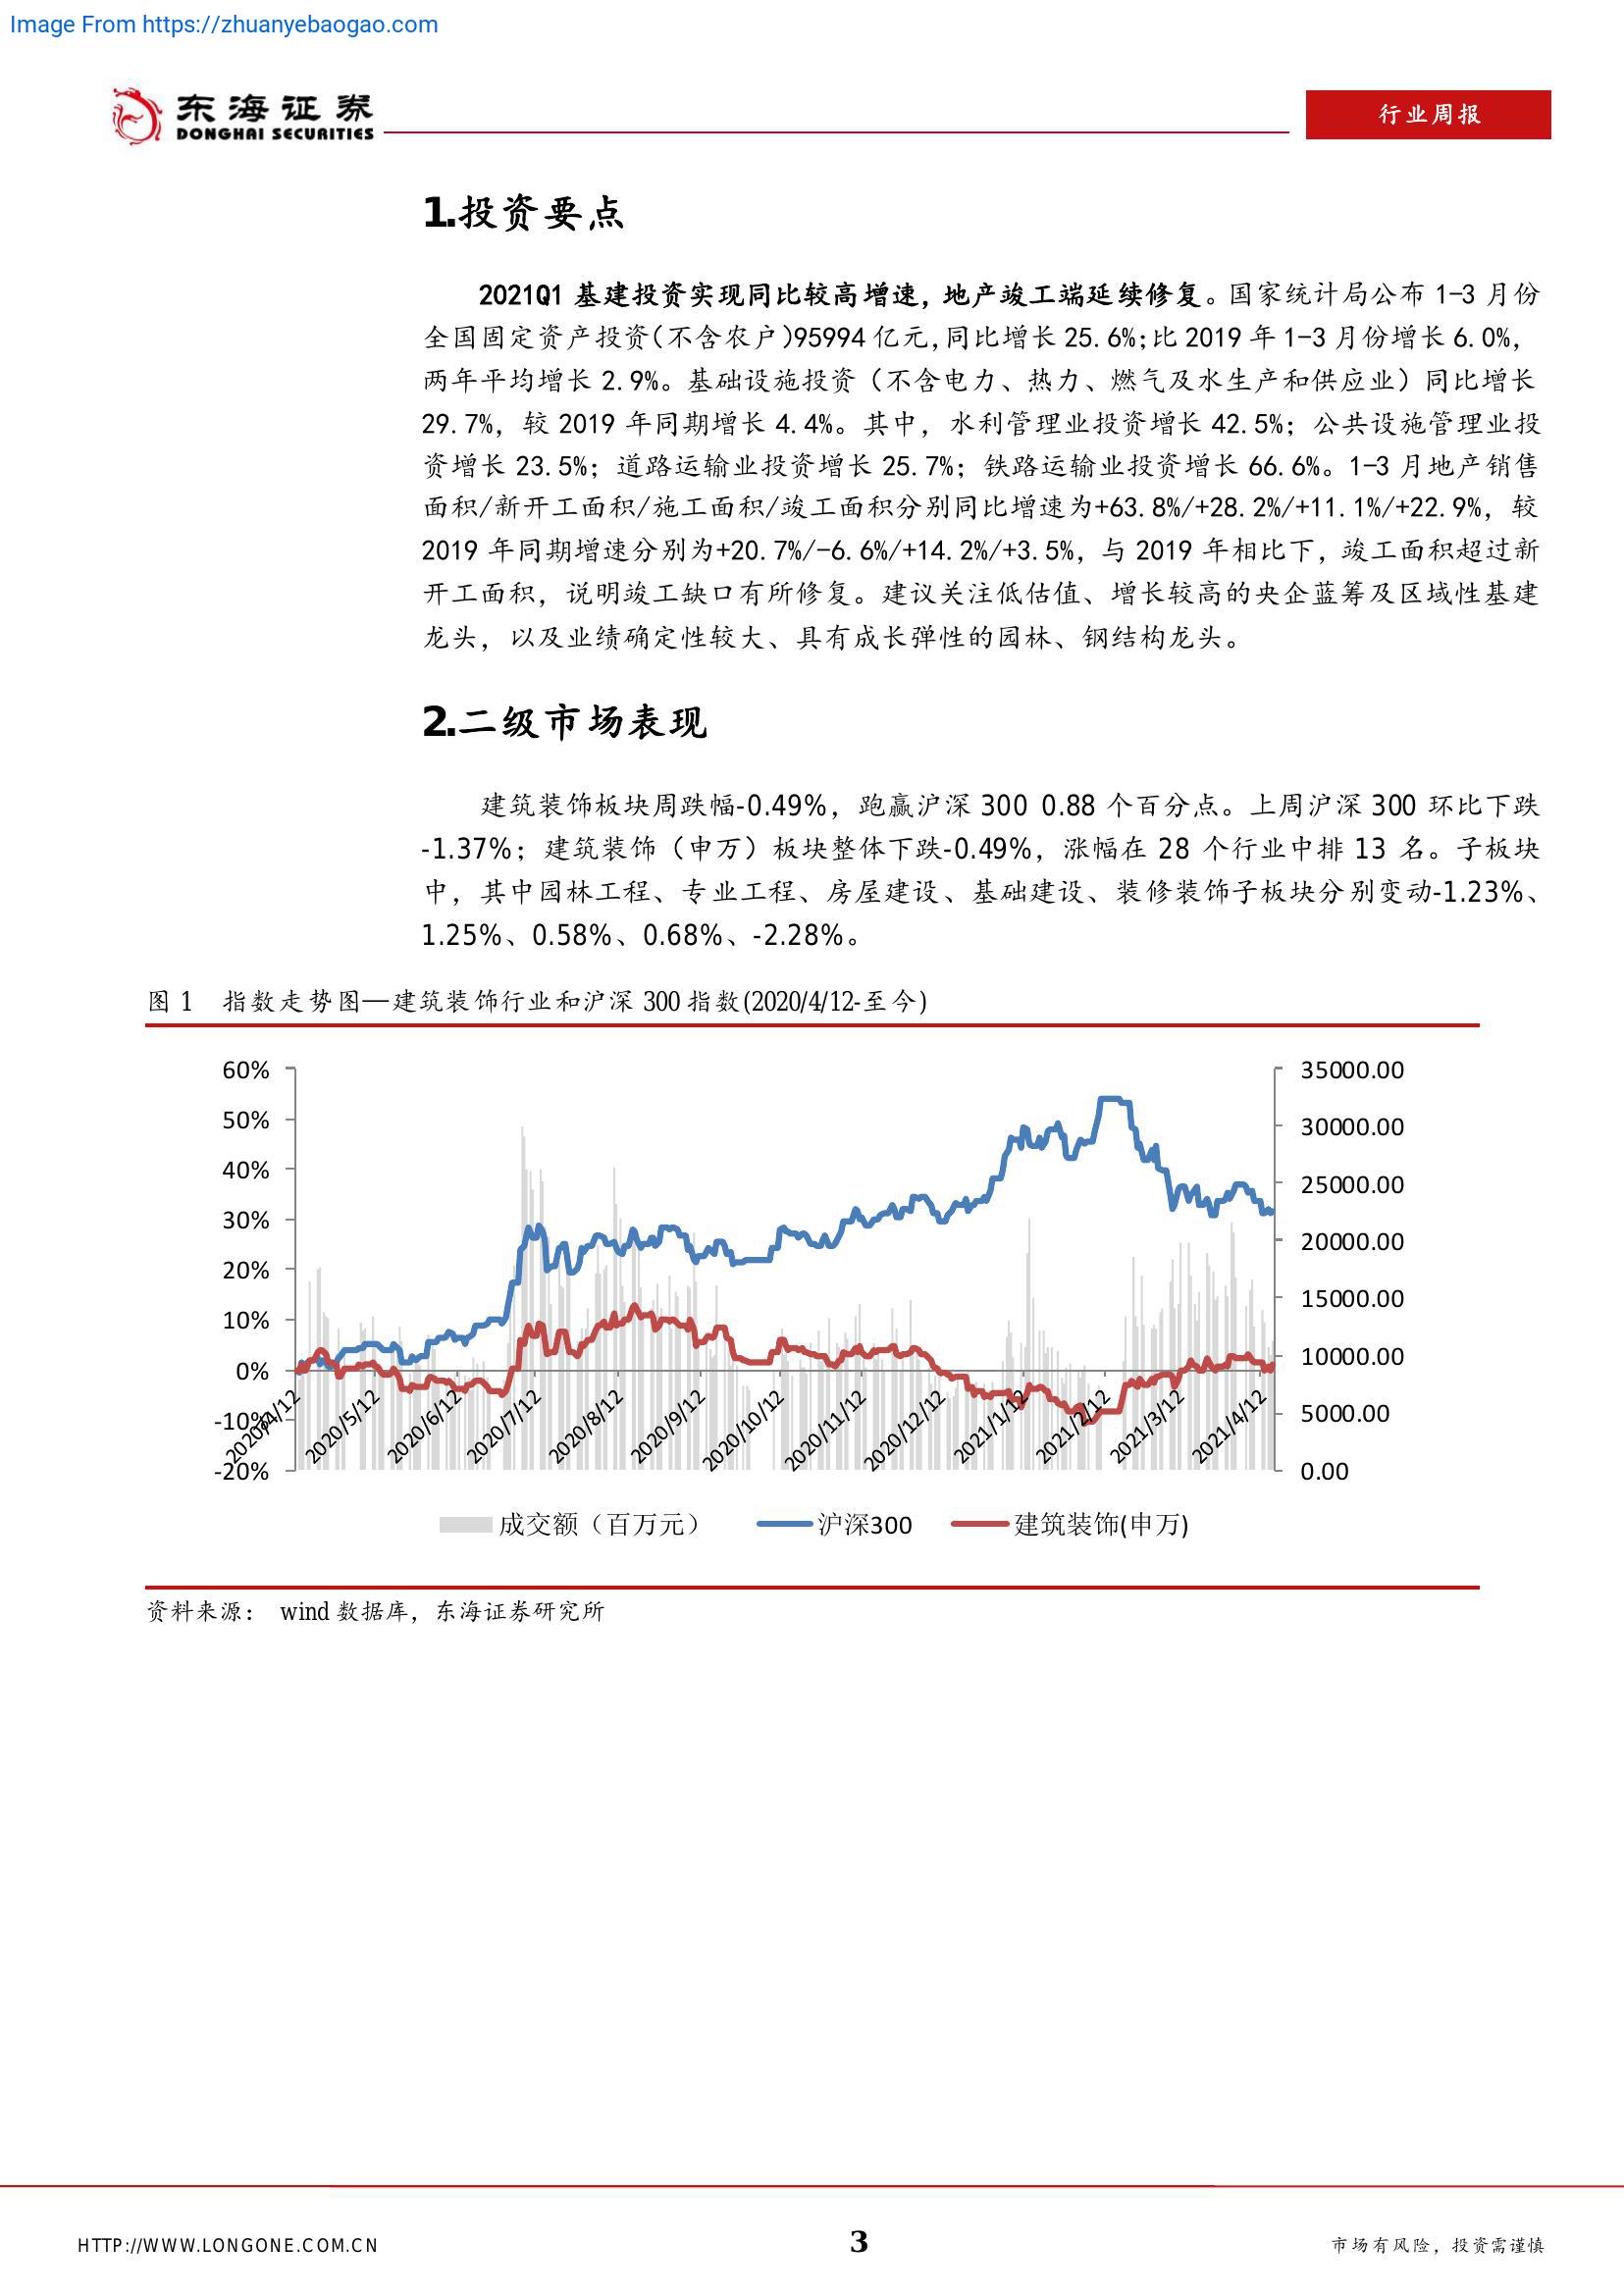 Image From https://zhuanyebaogao.com
东海证券
DONGHAI SECURITIES
行业周报
1.投资要点
2021Q1 基建投资实现同比较高增速，地产竣工端延续修复。国家统计局公布 1-3 月份
全国固定资产投资(不含农户)95994 亿元，同比增长 25.6%；比 2019 年 1-3 月份增长 6.0%，
两年平均增长 2.9%。基础设施投资（不含电力、热力、燃气及水生产和供应业）同比增长
29.7%，较 2019 年同期增长 4.4%。其中，水利管理业投资增长 42.5%；公共设施管理业投
资增长 23.5%；道路运输业投资增长 25.7%；铁路运输业投资增长 66.6%。1-3 月地产销售
面积/新开工面积/施工面积/竣工面积分别同比增速为+63.8%/+28.2%/+11.1%/+22.9%，较
2019 年同期增速分别为+20.7%/-6.6%/+14.2%/+3.5%，与 2019 年相比下，竣工面积超过新
开工面积，说明竣工缺口有所修复。建议关注低估值、增长较高的央企蓝筹及区域性基建
龙头，以及业绩确定性较大、具有成长弹性的园林、钢结构龙头。
2.二级市场表现
建筑装饰板块周跌幅-0.49%，跑赢沪深 300 0.88 个百分点。上周沪深 300 环比下跌
-1.37%；建筑装饰（申万）板块整体下跌-0.49%，涨幅在 28 个行业中排 13 名。子板块
中，其中园林工程、专业工程、房屋建设、基础建设、装修装饰子板块分别变动-1.23%、
1.25%、0.58%、0.68%、-2.28%。
图 1 指数走势图—建筑装饰行业和沪深 300 指数(2020/4/12-至今)
60%
50%
40%
30%
20%
10%
0%
-10%
-20%
35000.00
30000.00
25000.00
20000.00
15000.00
10000.00
5000.00
0.00
2020/4/12
2020/5/12
2020/6/12
2020/7/12
2020/8/12
2020/9/12
2020/10/12
2020/11/12
2020/12/12
2021/1/12
2021/2/12
2021/3/12
2021/4/12
成交额（百万元） 沪深300 建筑装饰(申万)
资料来源： wind 数据库，东海证券研究所
HTTP://WWW.LONGONE.COM.CN
3
市场有风险，投资需谨慎